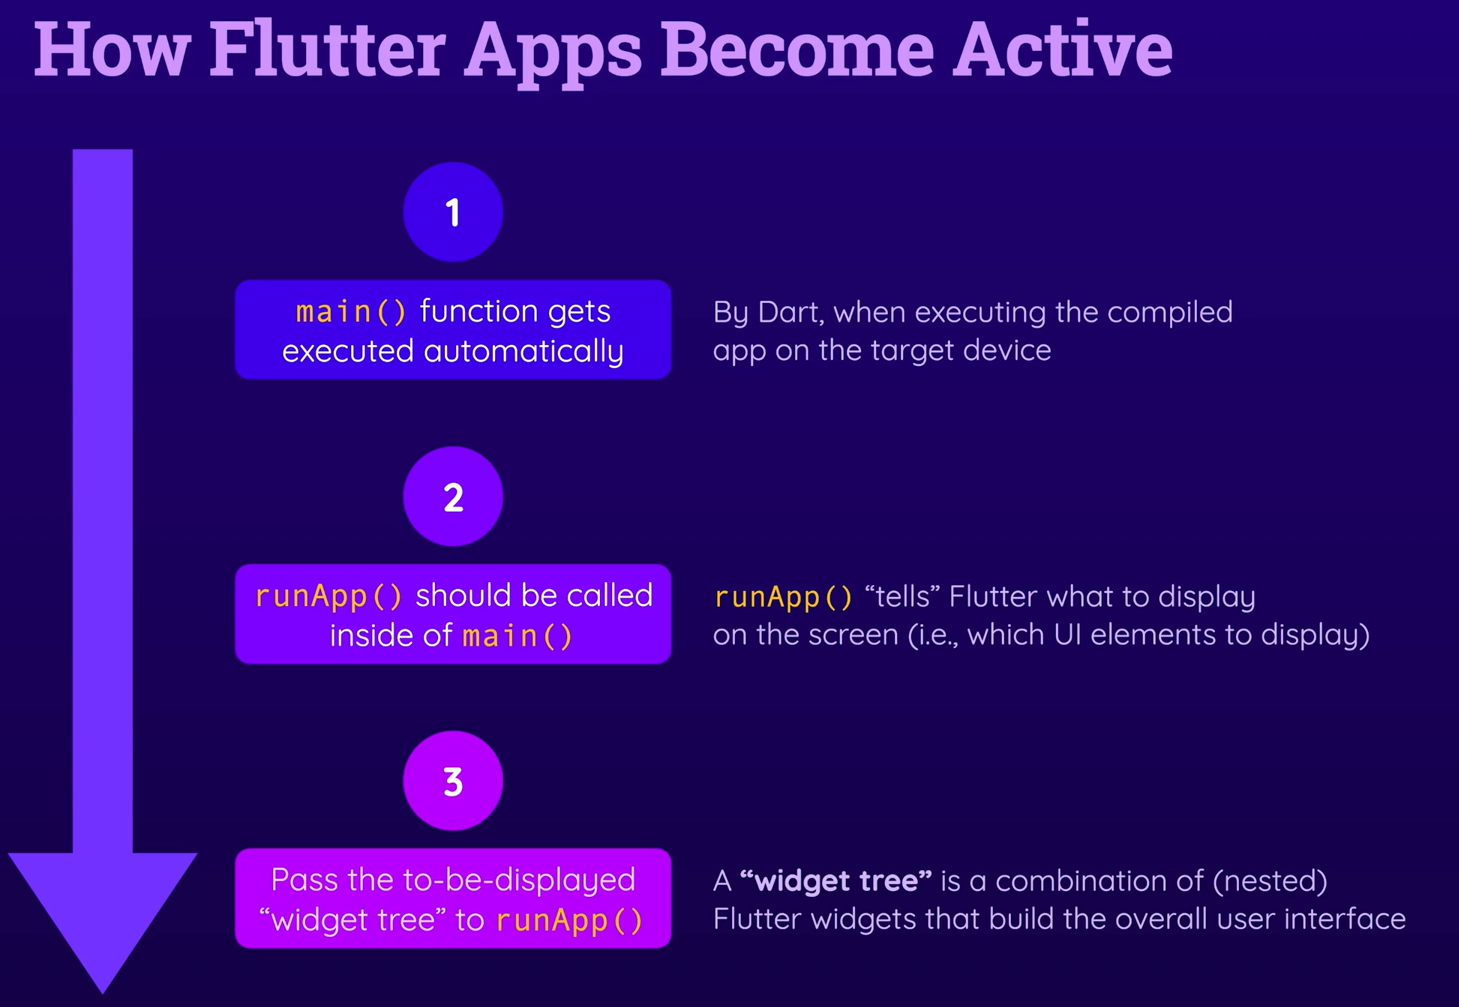 How Flutter Apps Become Active
1
main() function gets
executed automatically
By Dart, when executing the compiled
app on the target device
2
runApp() should be called
inside of main()
runApp() “tells” Flutter what to display
on the screen (i.e., which UI elements to display)
3
Pass the to-be-displayed
“widget tree” to runApp()
A “widget tree” is a combination of (nested)
Flutter widgets that build the overall user interface